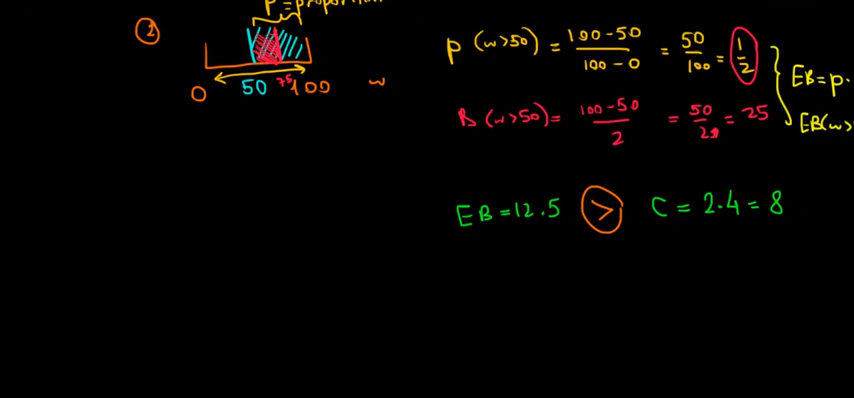 P = proportion
②
0 50 75 100 w
P (w>50) = 100-50 / 100-0 = 50/100 = 1/2
EB = p.
B (w>50) = 100-50 / 2 = 50/2 = 25
EB(w>
EB = 12.5 > C = 2.4 = 8